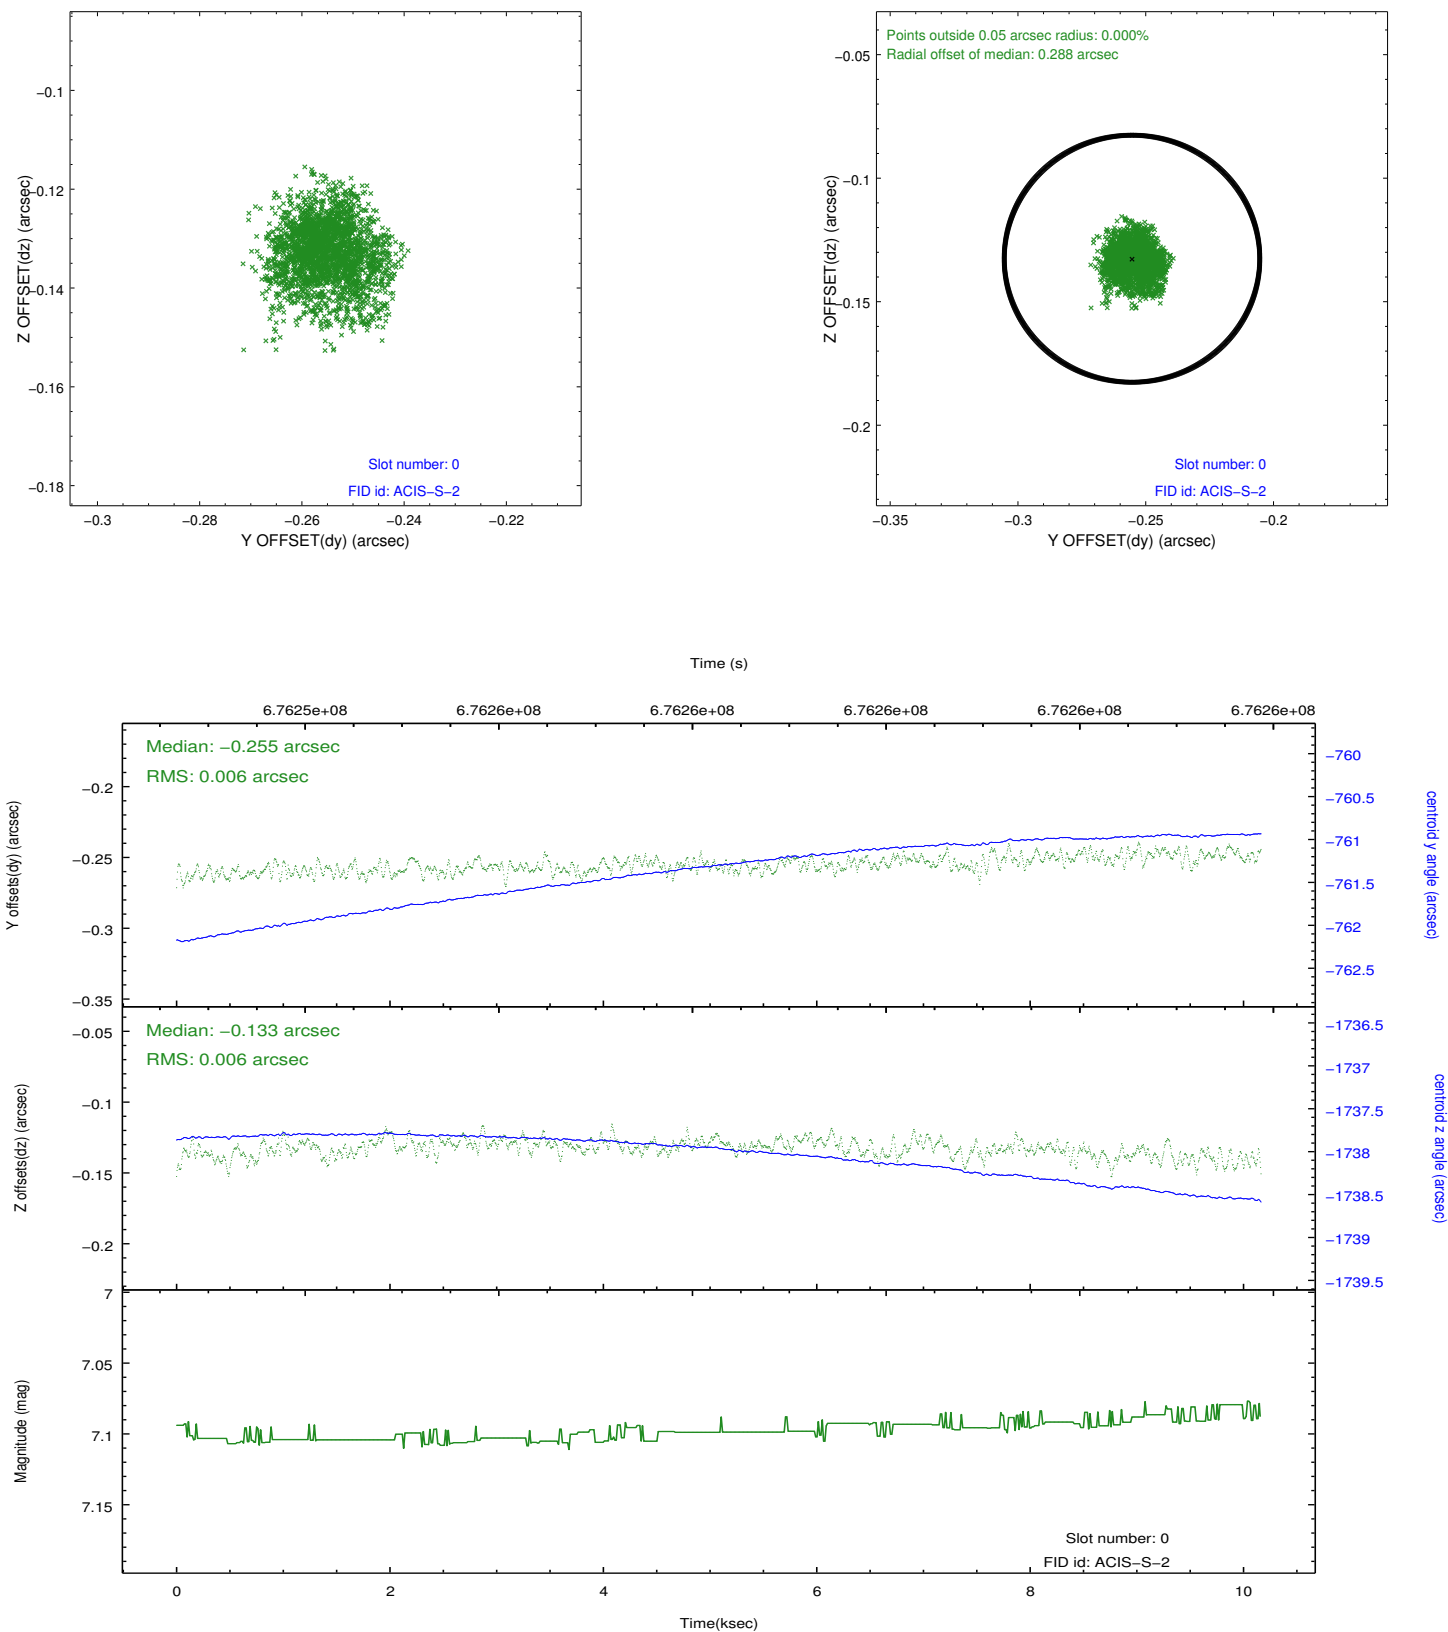 −0.1
−0.12
−0.14
−0.16
−0.18
Z OFFSET(dz) (arcsec)
Slot number: 0
FID id: ACIS−S−2
−0.3
−0.28
−0.26
−0.24
−0.22
Y OFFSET(dy) (arcsec)
Points outside 0.05 arcsec radius: 0.000%
Radial offset of median: 0.288 arcsec
−0.05
−0.1
−0.15
−0.2
Z OFFSET(dz) (arcsec)
Slot number: 0
FID id: ACIS−S−2
−0.35
−0.3
−0.25
−0.2
Y OFFSET(dy) (arcsec)
Time (s)
6.7625e+08
6.7626e+08
6.7626e+08
6.7626e+08
6.7626e+08
6.7626e+08
Median: −0.255 arcsec
RMS: 0.006 arcsec
−0.2
−0.25
−0.3
−0.35
Y offsets(dy) (arcsec)
−760
−760.5
−761
−761.5
−762
−762.5
centroid y angle (arcsec)
Median: −0.133 arcsec
RMS: 0.006 arcsec
−0.05
−0.1
−0.15
−0.2
Z offsets(dz) (arcsec)
−1736.5
−1737
−1737.5
−1738
−1738.5
−1739
−1739.5
centroid z angle (arcsec)
7
7.05
7.1
7.15
Magnitude (mag)
Slot number: 0
FID id: ACIS−S−2
0
2
4
6
8
10
Time(ksec)